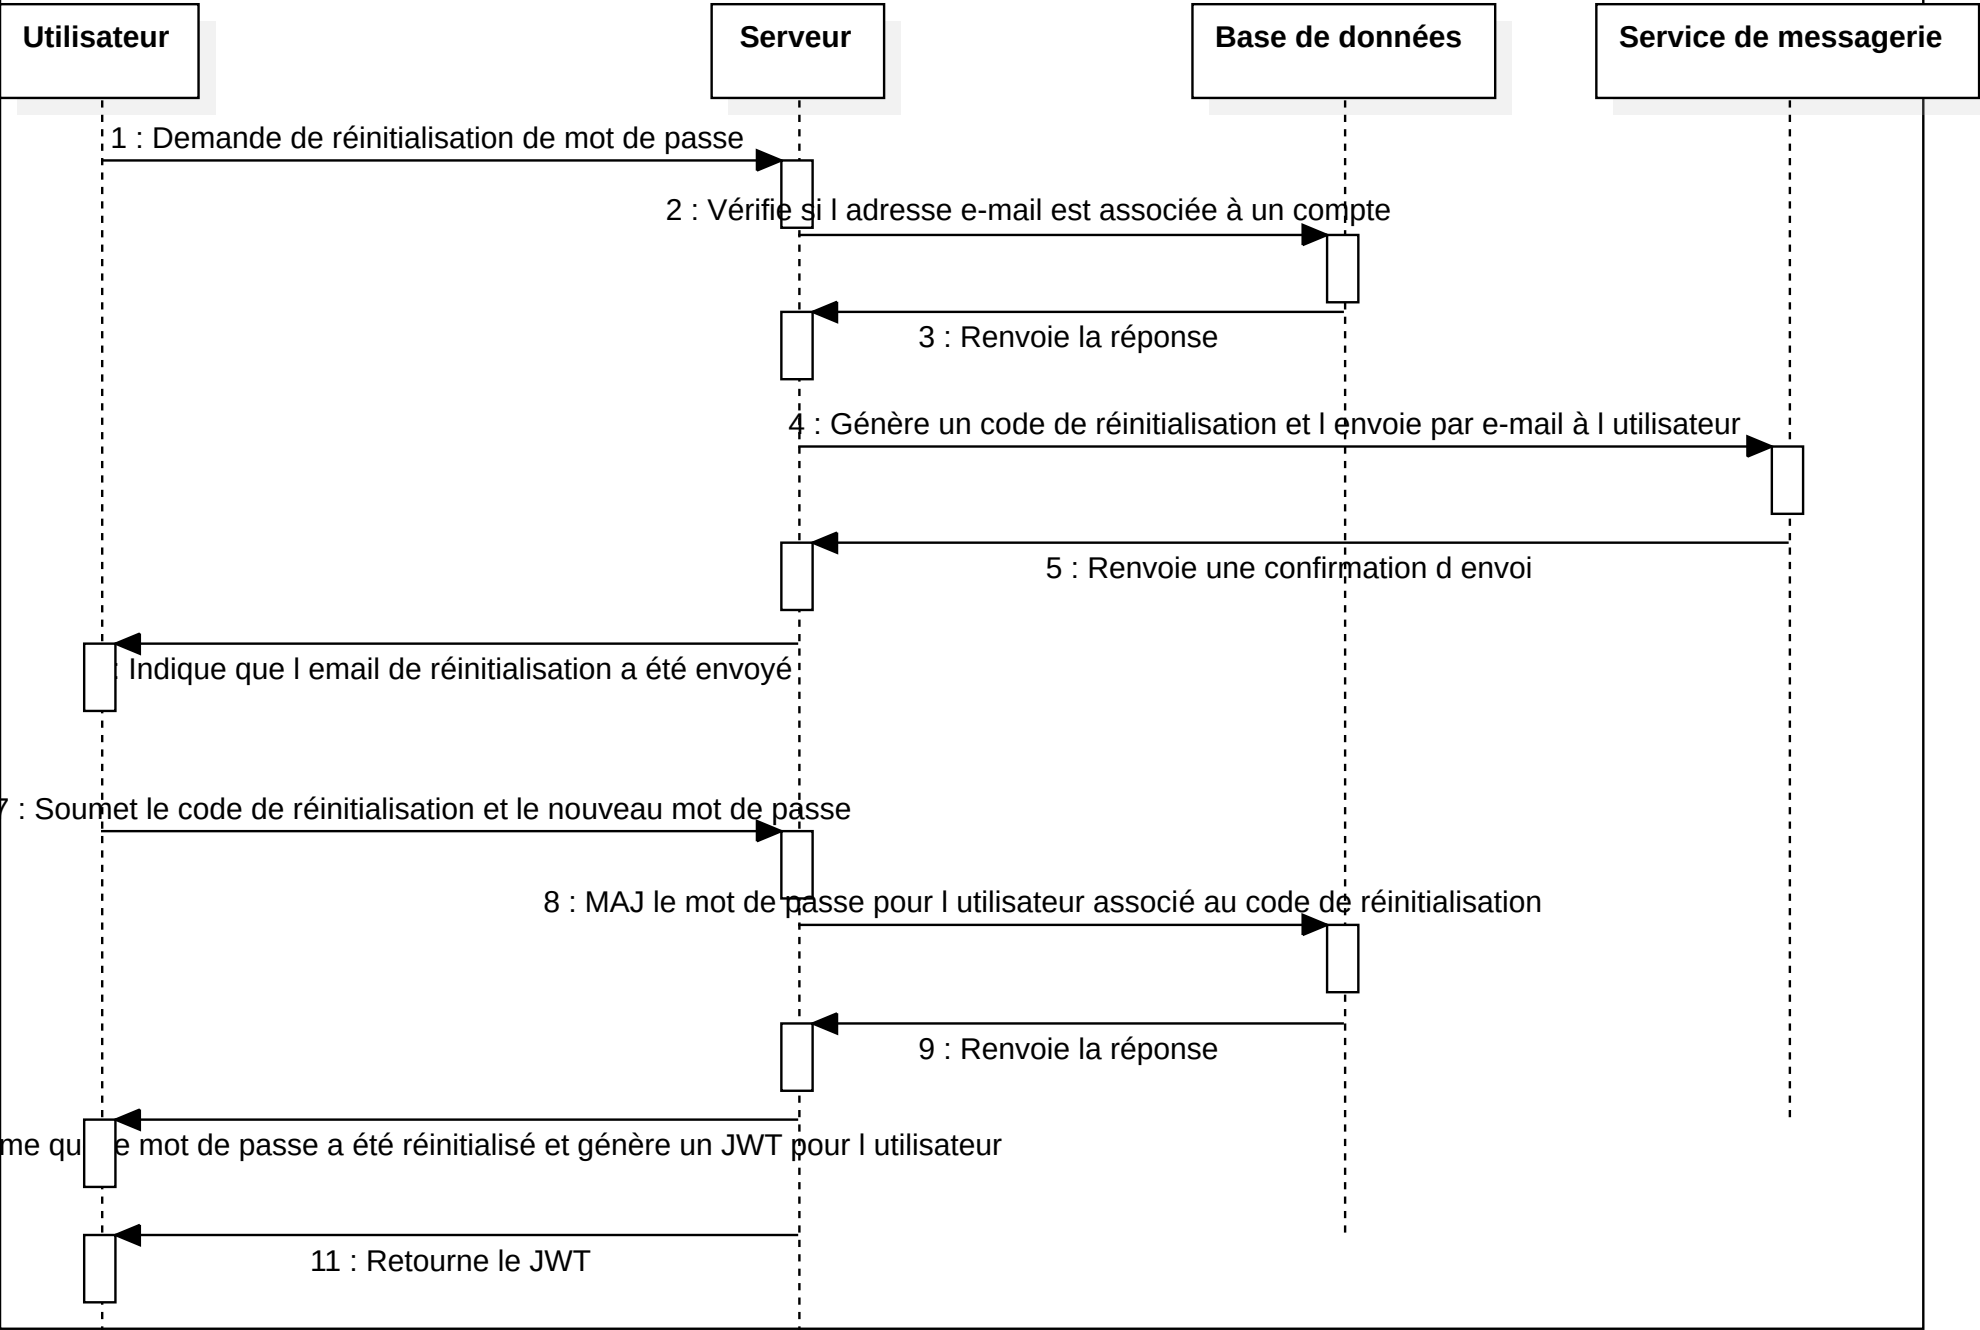 Utilisateur
Serveur
Base de données
Service de messagerie
1 : Demande de réinitialisation de mot de passe
2 : Vérifie si l adresse e-mail est associée à un compte
3 : Renvoie la réponse
4 : Génère un code de réinitialisation et l envoie par e-mail à l utilisateur
5 : Renvoie une confirmation d envoi
: Indique que l email de réinitialisation a été envoyé
7 : Soumet le code de réinitialisation et le nouveau mot de passe
8 : MAJ le mot de passe pour l utilisateur associé au code de réinitialisation
9 : Renvoie la réponse
mot de passe a été réinitialisé et génère un JWT pour l utilisateur
11 : Retourne le JWT